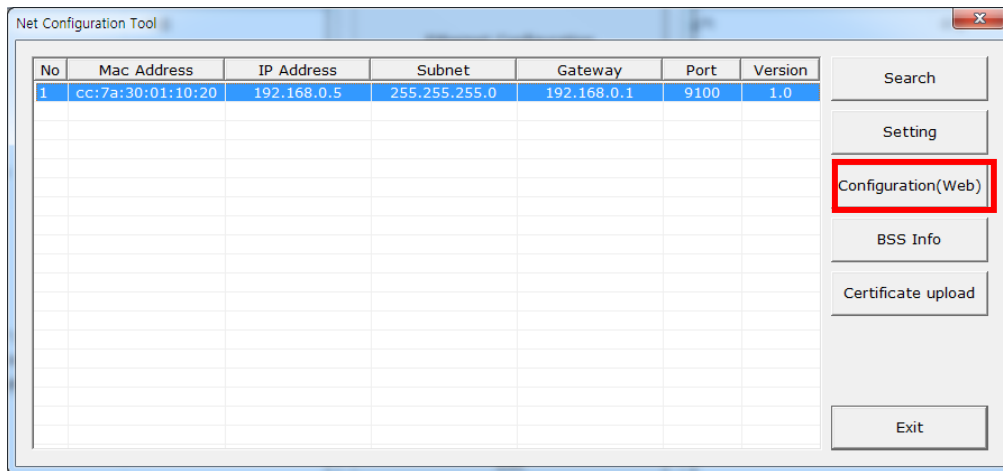 Net Configuration Tool
No Mac Address IP Address Subnet Gateway Port Version
1 cc:7a:30:01:10:20 192.168.0.5 255.255.255.0 192.168.0.1 9100 1.0
Search
Setting
Configuration(Web)
BSS Info
Certificate upload
Exit